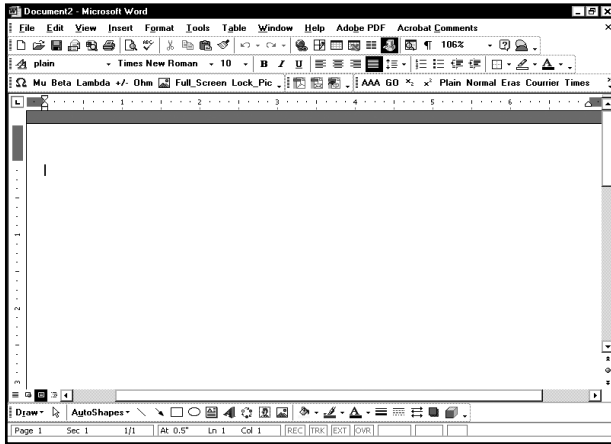 Document2 - Microsoft Word
File Edit View Insert Format Tools Table Window Help Adobe PDF Acrobat Comments
106%
plain Times New Roman 10 B I U A
Ω Mu Beta Lambda +/- Ohm Full_Screen Lock_Pic AAA GO ×₂ x² Plain Normal Eras Courrier Times
1 2 3 4 5 6
1
2
3
Draw AutoShapes A
Page 1 Sec 1 1/1 At 0.5" Ln 1 Col 1 REC TRK EXT OVR